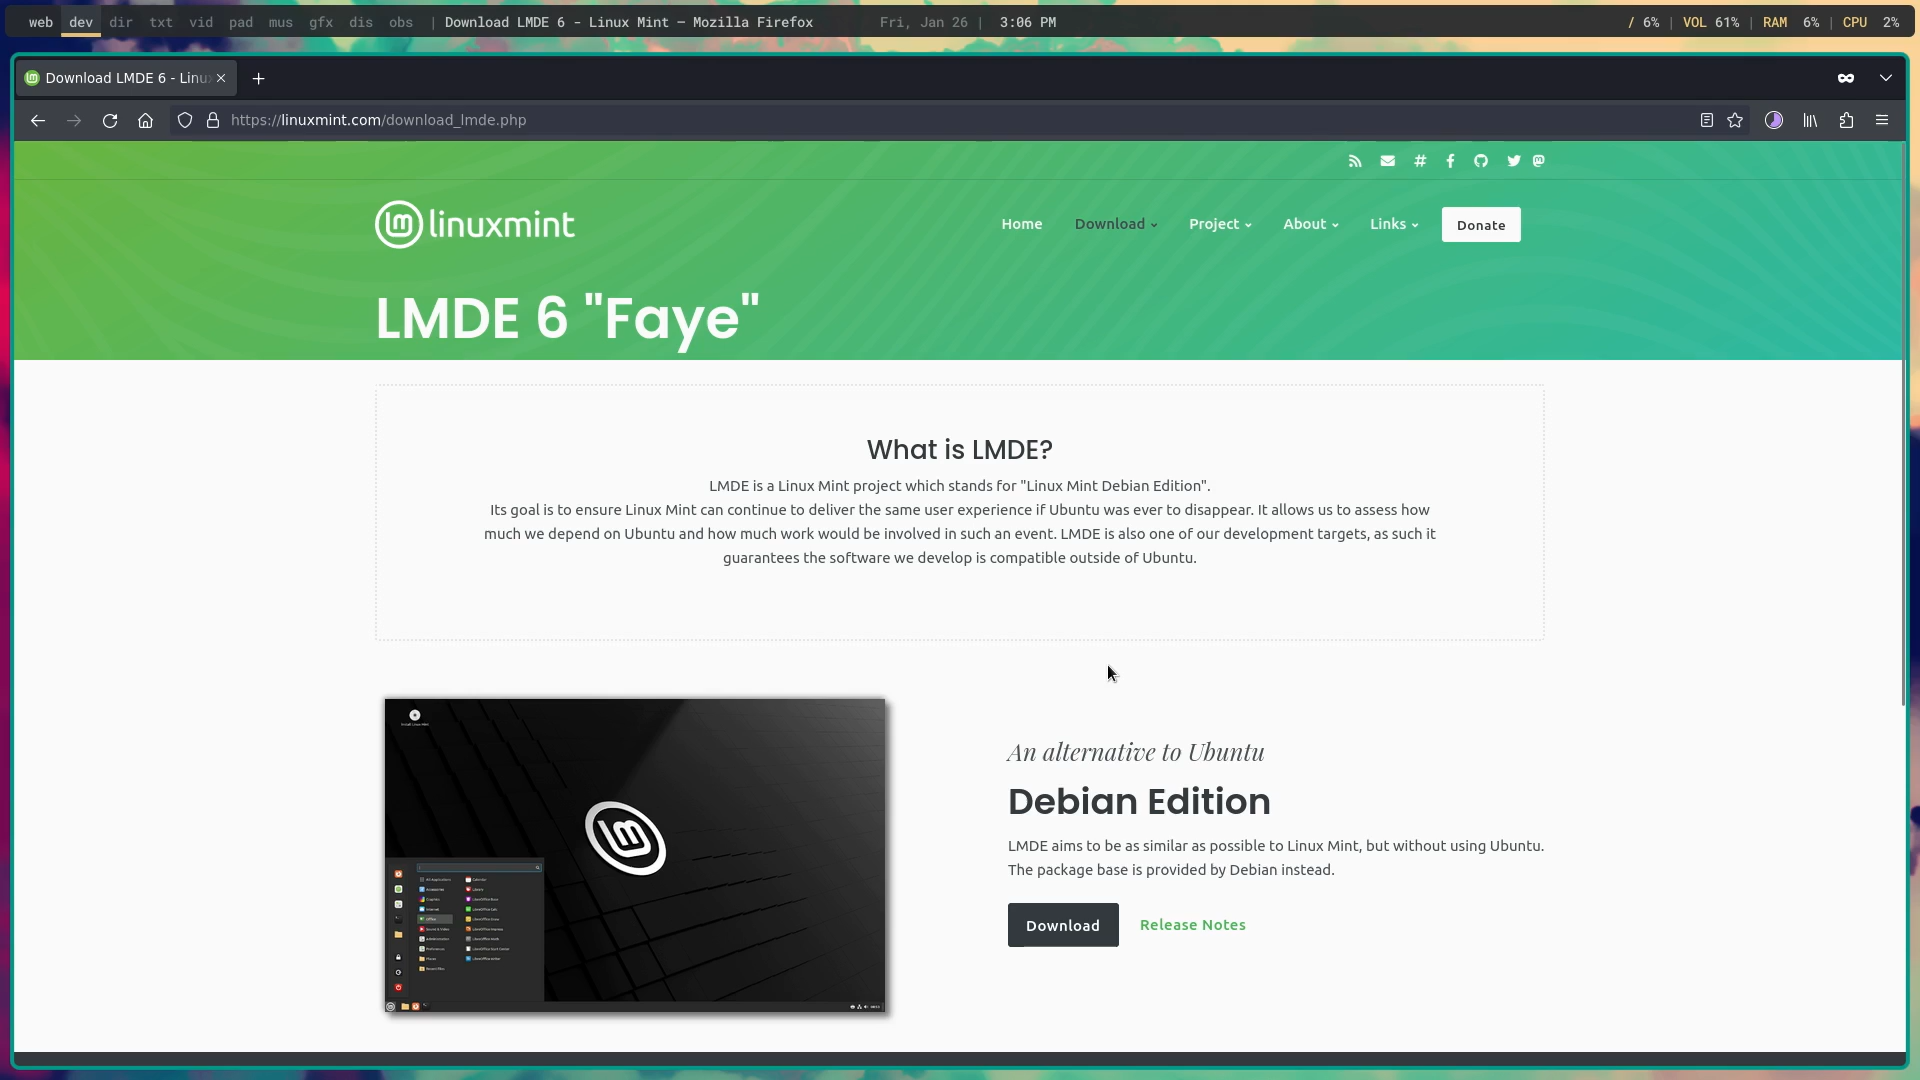 web dev dir txt vid pad mus gfx dis obs | Download LMDE 6 - Linux Mint — Mozilla Firefox Fri, Jan 26 | 3:06 PM / 6% | VOL 61% | RAM 6% | CPU 2%
Download LMDE 6 - Linu
https://linuxmint.com/download_lmde.php
linuxmint
Home Download Project About Links Donate
LMDE 6 "Faye"
What is LMDE?
LMDE is a Linux Mint project which stands for "Linux Mint Debian Edition".
Its goal is to ensure Linux Mint can continue to deliver the same user experience if Ubuntu was ever to disappear. It allows us to assess how
much we depend on Ubuntu and how much work would be involved in such an event. LMDE is also one of our development targets, as such it
guarantees the software we develop is compatible outside of Ubuntu.
An alternative to Ubuntu
Debian Edition
LMDE aims to be as similar as possible to Linux Mint, but without using Ubuntu.
The package base is provided by Debian instead.
Download Release Notes